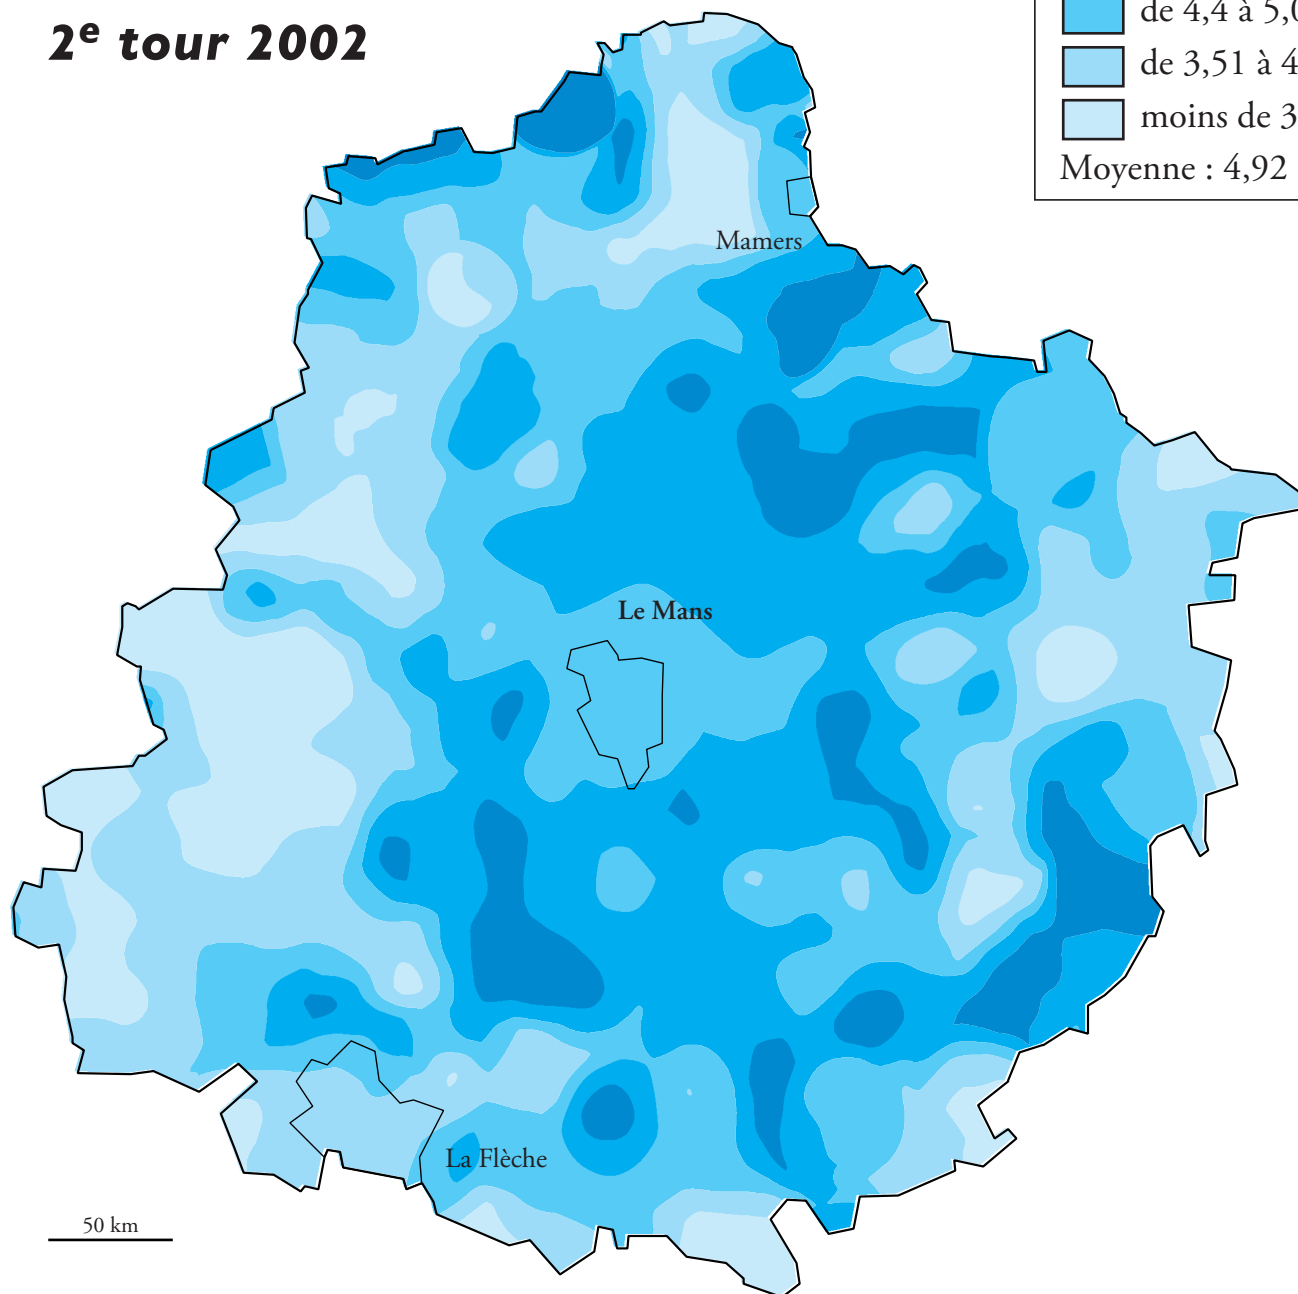 2e tour 2002
de 4,4 à 5,0
de 3,51 à 4
moins de 3
Moyenne : 4,92
Mamers
Le Mans
La Flèche
50 km